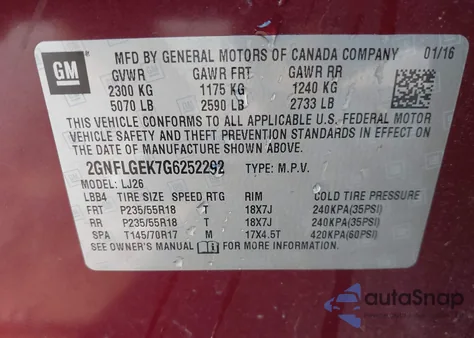 GM
MFD BY GENERAL MOTORS OF CANADA COMPANY 01/16
GVWR GAWR FRT GAWR RR
2300 KG 1175 KG 1240 KG
5070 LB 2590 LB 2733 LB
THIS VEHICLE CONFORMS TO ALL APPLICABLE U.S. FEDERAL MOTOR
VEHICLE SAFETY AND THEFT PREVENTION STANDARDS IN EFFECT
ON THE DATE OF MANUFACTURE SHOWN ABOVE.
2GNFLGEK7G6252292 TYPE: M.P.V.
MODEL: LJ26
LBB4 TIRE SIZE SPEED RTG RIM COLD TIRE PRESSURE
FRT P235/55R18 T 18X7J 240KPA(35PSI)
RR P235/55R18 T 18X7J 240KPA(35PSI)
SPA T145/70R17 M 17X4.5T 420KPA(60PSI)
SEE OWNER'S MANUAL FOR MORE INFORMATION
autoSnap